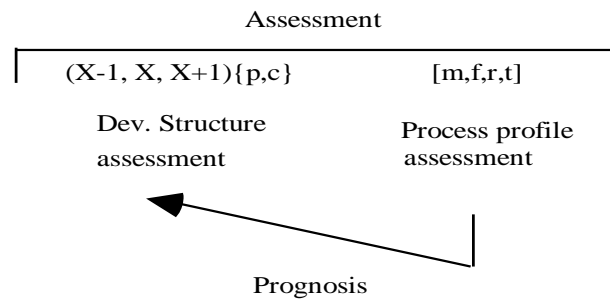 Assessment
(X-1, X, X+1){p,c} [m,f,r,t]
Dev. Structure
assessment
Process profile
assessment
Prognosis